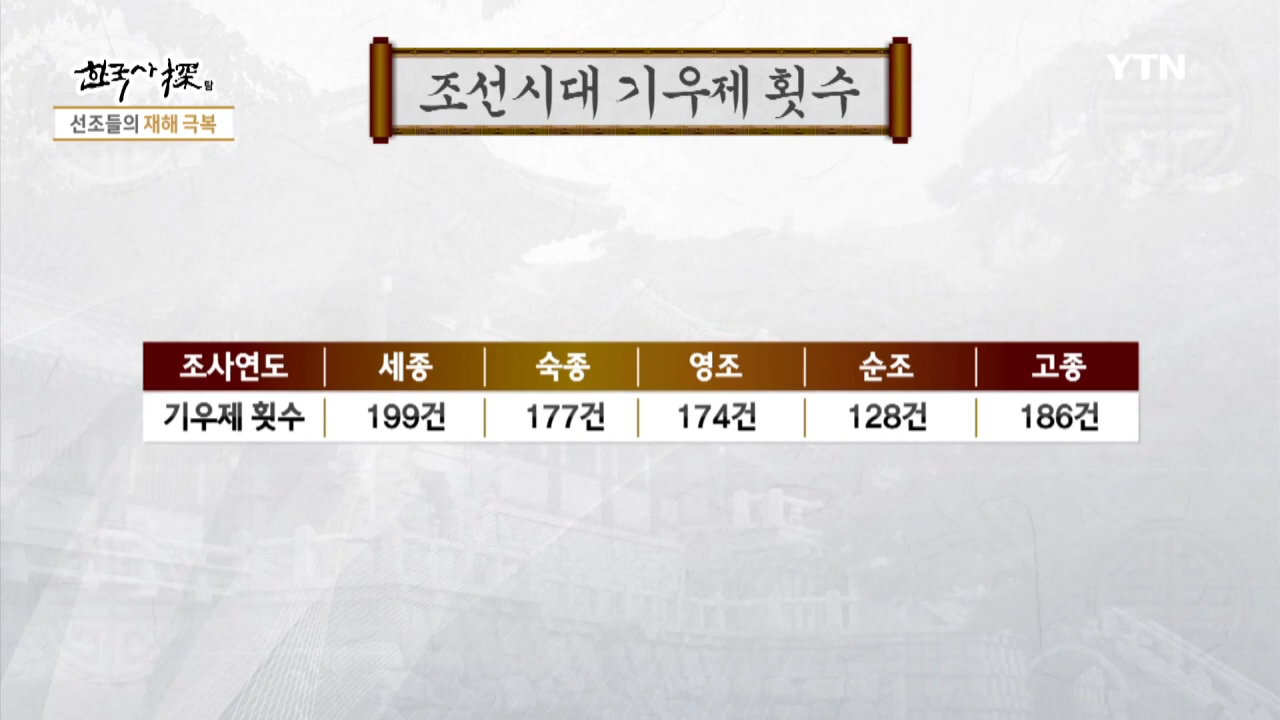 한국사 探 탐
선조들의 재해 극복
조선시대 기우제 횟수
YTN
조사연도 세종 숙종 영조 순조 고종
기우제 횟수 199건 177건 174건 128건 186건